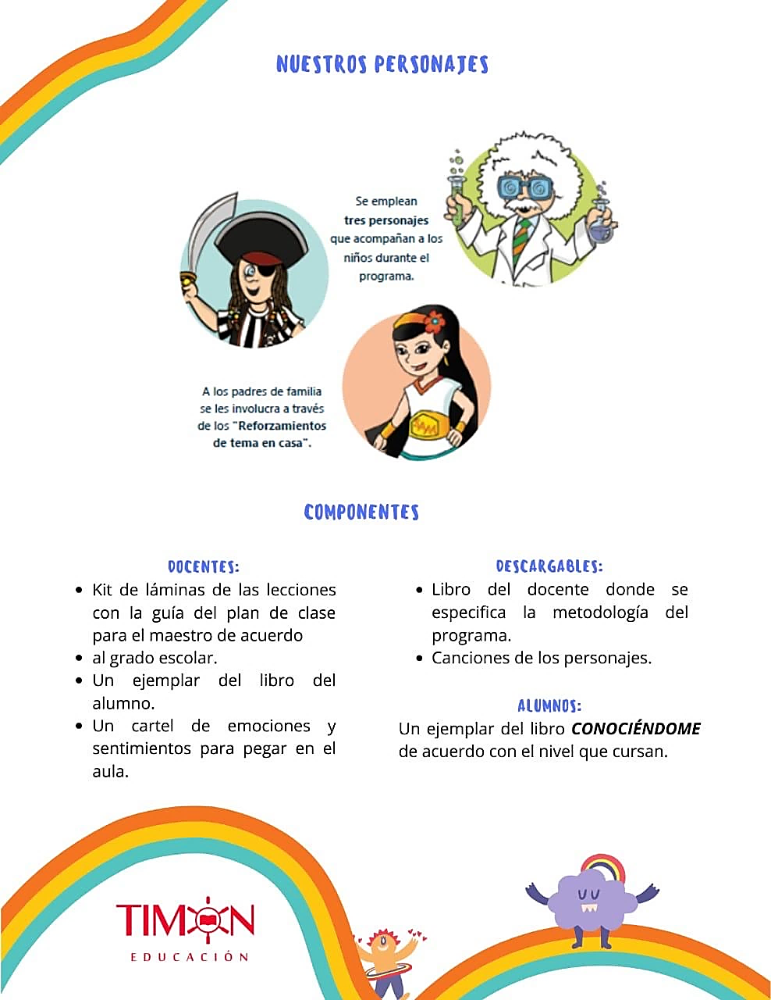 NUESTROS PERSONAJES
Se emplean
tres personajes
que acompañan a los
niños durante el
programa.
A los padres de familia
se les involucra a través
de los "Reforzamientos
de tema en casa".
COMPONENTES
DOCENTES:
• Kit de láminas de las lecciones
con la guía del plan de clase
para el maestro de acuerdo
• al grado escolar.
• Un ejemplar del libro del
alumno.
• Un cartel de emociones y
sentimientos para pegar en el
aula.
DESCARGABLES:
• Libro del docente donde se
especifica la metodología del
programa.
• Canciones de los personajes.
ALUMNOS:
Un ejemplar del libro CONOCIÉNDOME
de acuerdo con el nivel que cursan.
TIMON
EDUCACIÓN